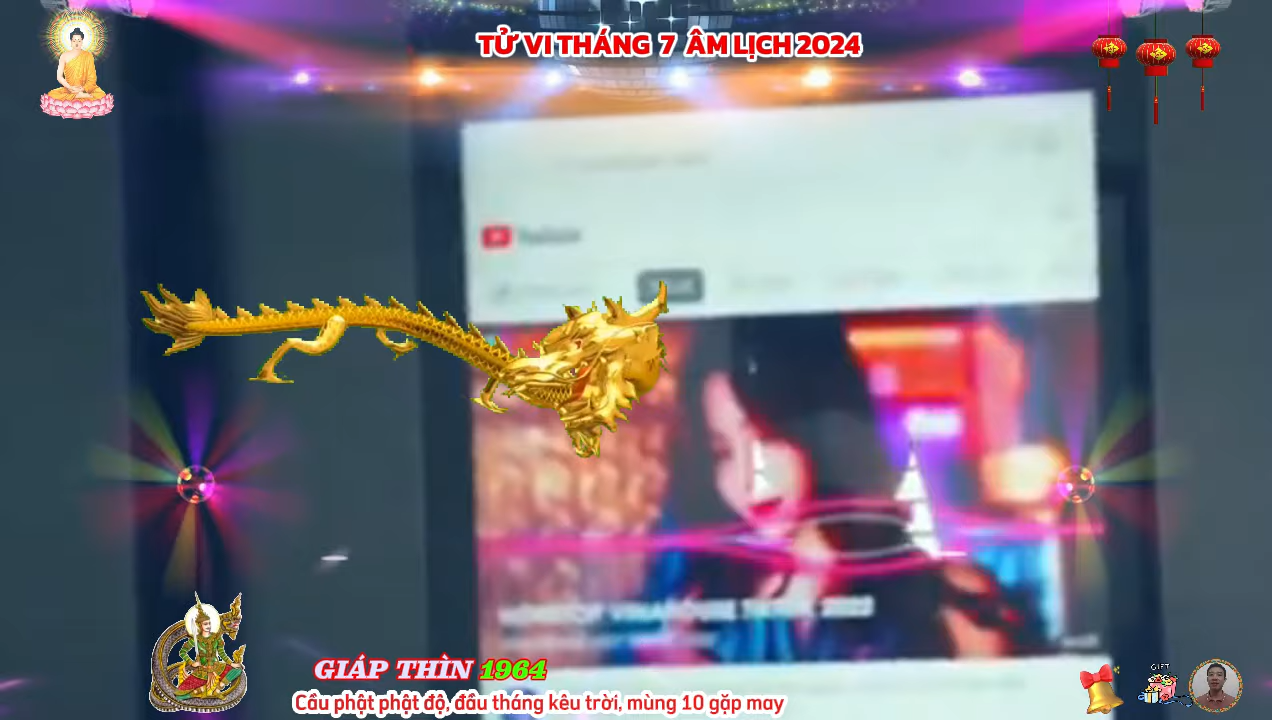 TỬ VI THÁNG 7 ÂM LỊCH 2024
GIFT
GIÁP THÌN 1964
Cầu phật phật độ, đầu tháng kêu trời, mùng 10 gặp may